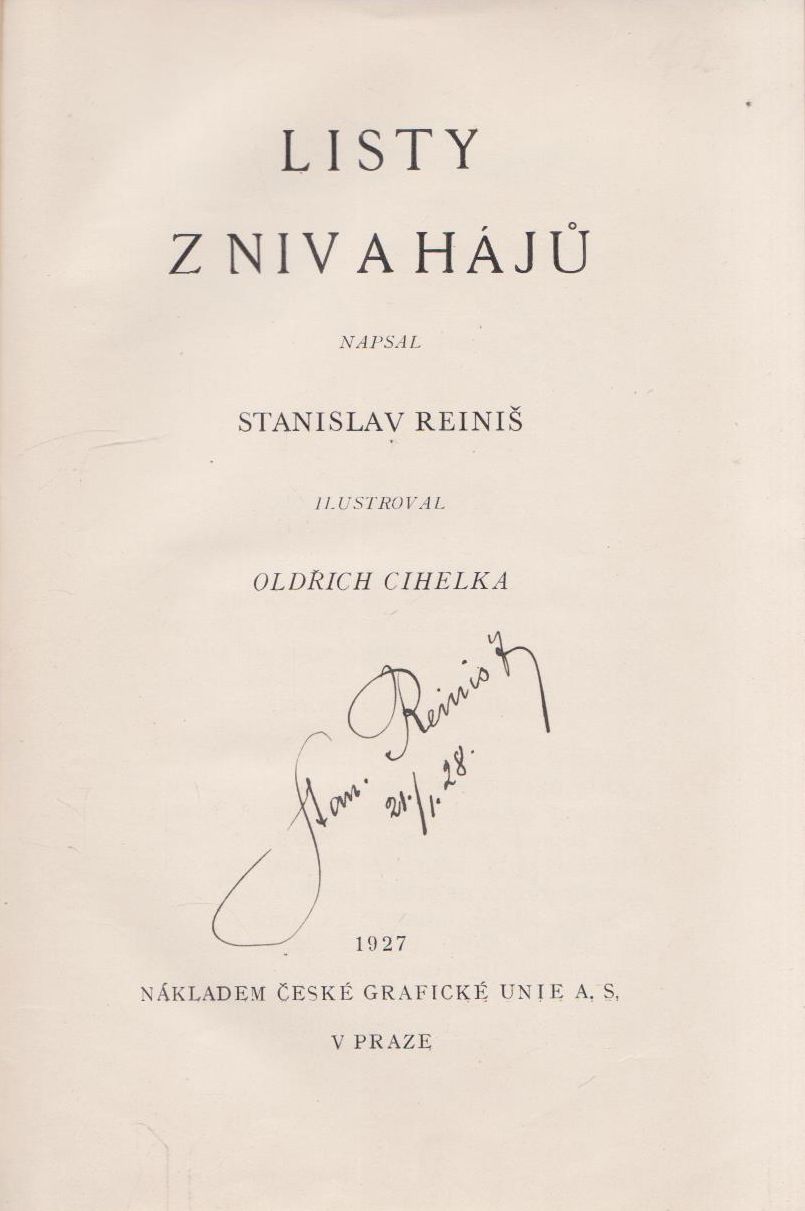 LISTY
Z NIV A HÁJŮ
NAPSAL
STANISLAV REINIŠ
ILUSTROVAL
OLDŘICH CIHELKA
Stan. Reiniš
21./1. 28.
1927
NÁKLADEM ČESKÉ GRAFICKÉ UNIE A. S.
V PRAZE